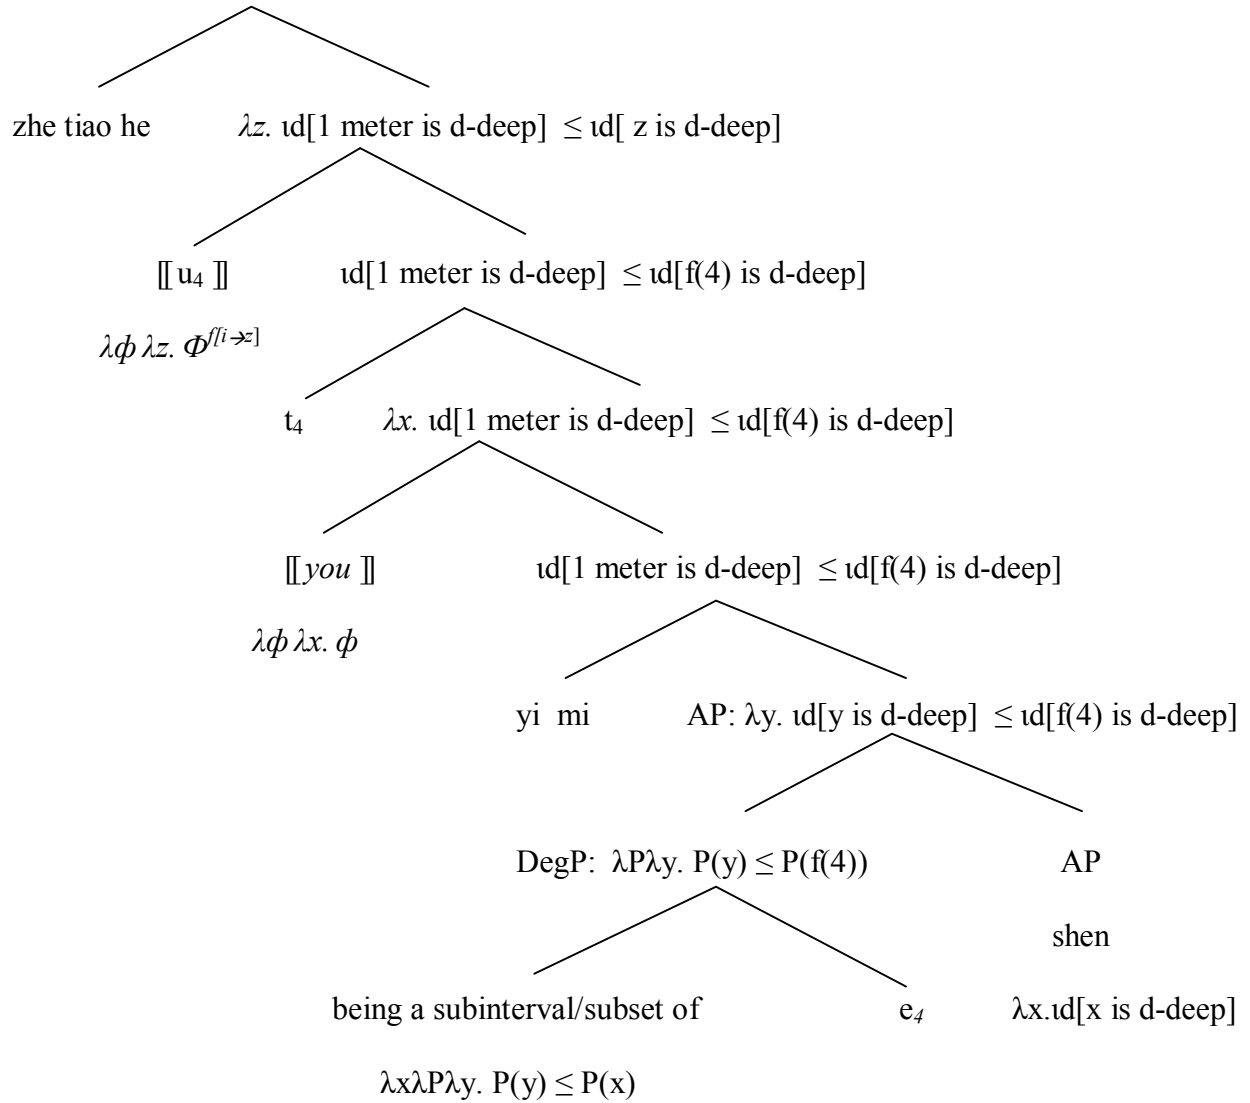 zhe tiao he λz. ιd[1 meter is d-deep] ≤ ιd[ z is d-deep]
⟦ u₄ ⟧ ιd[1 meter is d-deep] ≤ ιd[f(4) is d-deep]
λϕ λz. Φ^f[i→z]
t₄ λx. ιd[1 meter is d-deep] ≤ ιd[f(4) is d-deep]
⟦ you ⟧ ιd[1 meter is d-deep] ≤ ιd[f(4) is d-deep]
λϕ λx. ϕ
yi mi AP: λy. ιd[y is d-deep] ≤ ιd[f(4) is d-deep]
DegP: λPλy. P(y) ≤ P(f(4)) AP
shen
being a subinterval/subset of e₄ λx.ιd[x is d-deep]
λxλPλy. P(y) ≤ P(x)